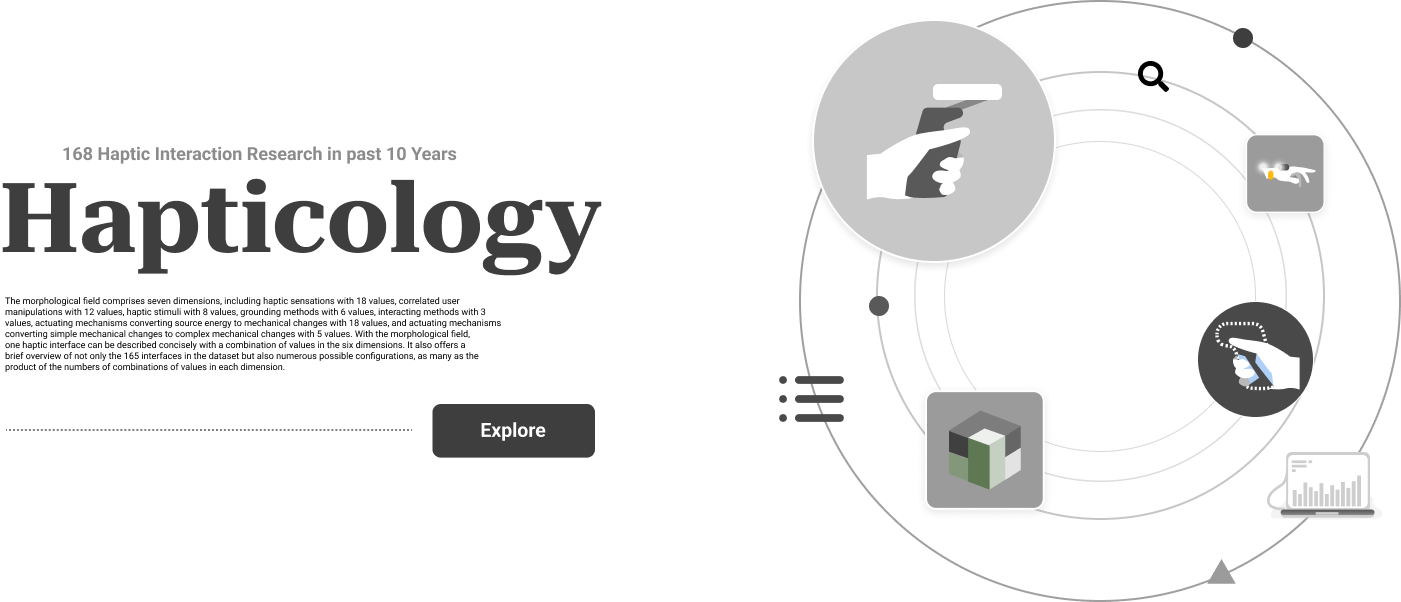 168 Haptic Interaction Research in past 10 Years
Hapticology
The morphological field comprises seven dimensions, including haptic sensations with 18 values, correlated user
manipulations with 12 values, haptic stimuli with 8 values, grounding methods with 6 values, interacting methods with 3
values, actuating mechanisms converting source energy to mechanical changes with 18 values, and actuating mechanisms
converting simple mechanical changes to complex mechanical changes with 5 values. With the morphological field,
one haptic interface can be described concisely with a combination of values in the six dimensions. It also offers a
brief overview of not only the 165 interfaces in the dataset but also numerous possible configurations, as many as the
product of the numbers of combinations of values in each dimension.
Explore